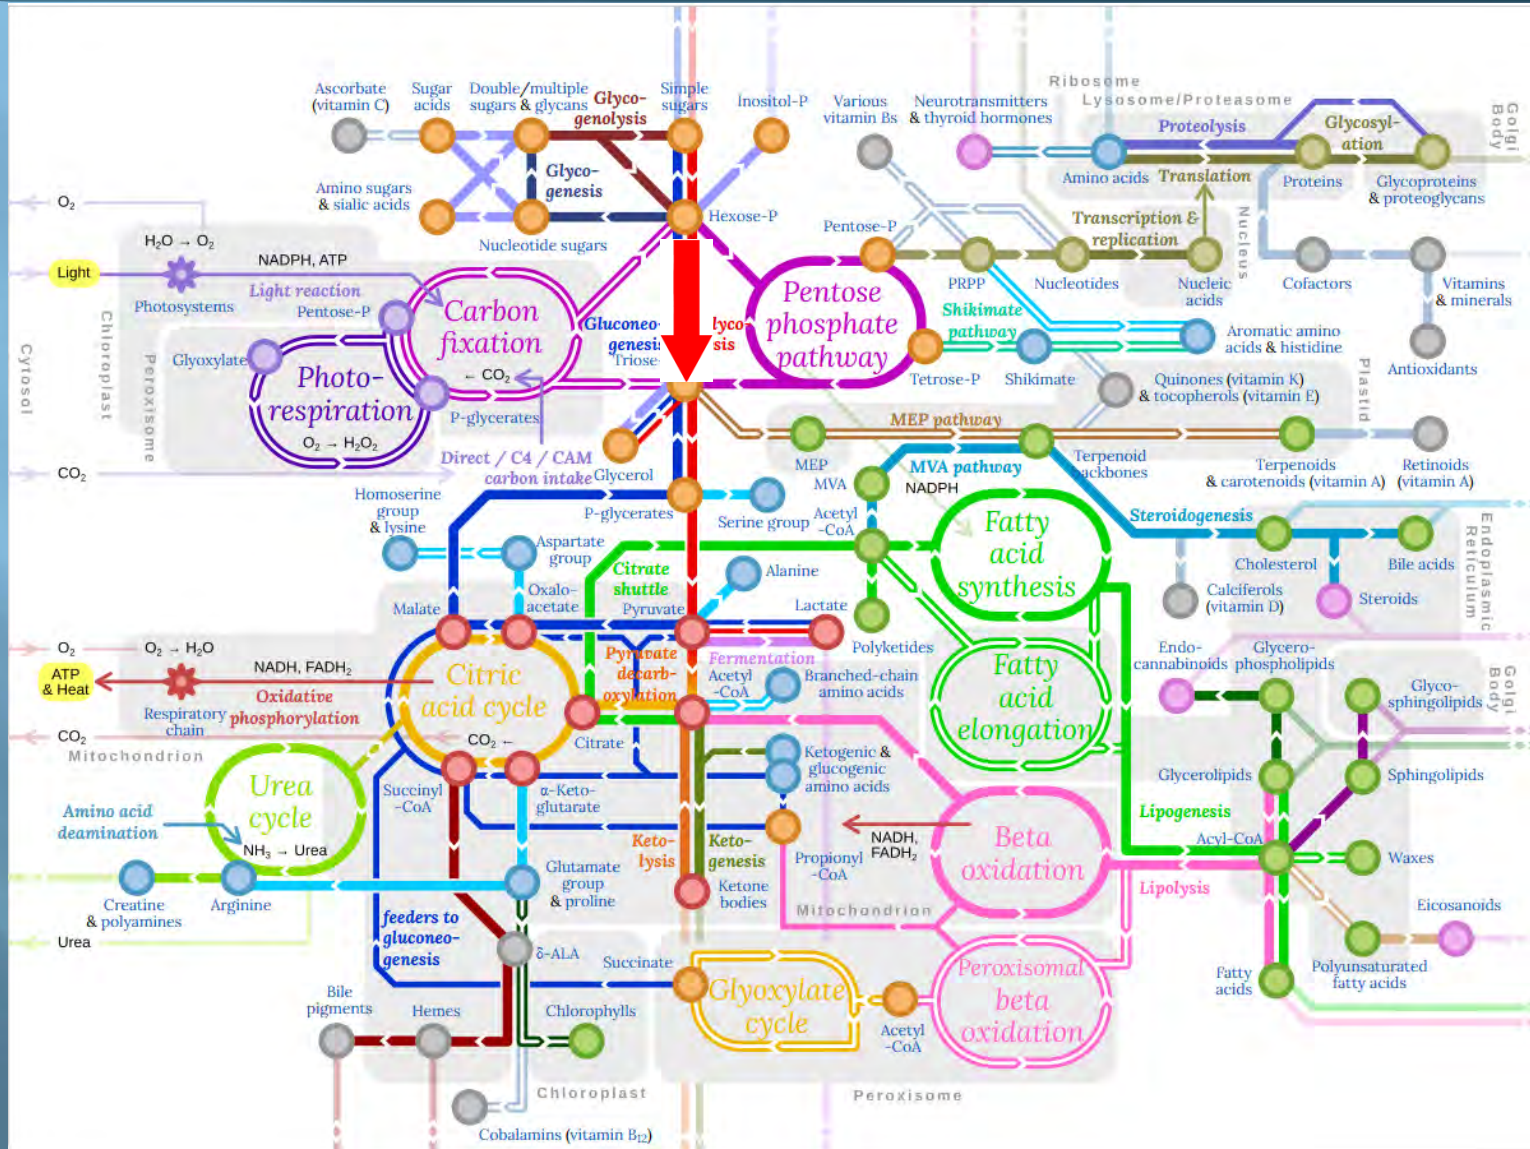 Ribosome
Lysosome/Proteasome
Golgi
Body
Ascorbate
(vitamin C)
Sugar
acids
Double/multiple
sugars & glycans
Glyco-
genolysis
Simple
sugars
Inositol-P
Various
vitamin Bs
Neurotransmitters
& thyroid hormones
Proteolysis
Glycosyl-
ation
Amino sugars
& sialic acids
Glyco-
genesis
Amino acids
Translation
Proteins
Glycoproteins
& proteoglycans
O2
Nucleotide sugars
Hexose-P
Pentose-P
Transcription &
replication
Nucleus
H2O → O2
NADPH, ATP
Light
Photosystems
Light reaction
Pentose-P
Carbon
fixation
← CO2
Pentose
phosphate
pathway
PRPP
Nucleotides
Nucleic
acids
Cofactors
Vitamins
& minerals
Shikimate
pathway
Gluconeo-
genesis
lyco-
sis
Triose-
Aromatic amino
acids & histidine
Antioxidants
Cytosol
Chloroplast
Peroxisome
Glyoxylate
Photo-
respiration
O2 → H2O2
P-glycerates
Tetrose-P
Shikimate
Quinones (vitamin K)
& tocopherols (vitamin E)
Plastid
MEP pathway
CO2
Direct / C4 / CAM
carbon intake
Glycerol
MEP
MVA
MVA pathway
NADPH
Terpenoid
backbones
Terpenoids
& carotenoids (vitamin A)
Retinoids
(vitamin A)
Homoserine
group
& lysine
P-glycerates
Serine group
Acetyl
-CoA
Fatty
acid
synthesis
Steroidogenesis
Endoplasmic
Reticulum
Aspartate
group
Citrate
shuttle
Alanine
Cholesterol
Bile acids
Calciferols
(vitamin D)
Steroids
Malate
Oxalo-
acetate
Pyruvate
Lactate
Polyketides
O2
O2 → H2O
ATP
& Heat
NADH, FADH2
Respiratory
chain
Oxidative
phosphorylation
Citric
acid cycle
CO2 ←
Pyruvate
decarb-
oxylation
Fermentation
Acetyl
-CoA
Branched-chain
amino acids
Fatty
acid
elongation
Endo-
cannabinoids
Glycero-
phospholipids
Glyco-
sphingolipids
Golgi
Body
CO2
Mitochondrion
Citrate
Ketogenic &
glucogenic
amino acids
Glycerolipids
Sphingolipids
Urea
cycle
NH3 → Urea
Succinyl
-CoA
α-Keto-
glutarate
Amino acid
deamination
Keto-
lysis
Keto-
genesis
Propionyl
-CoA
NADH,
FADH2
Beta
oxidation
Lipogenesis
Acyl-CoA
Waxes
Lipolysis
Creatine
& polyamines
Arginine
Glutamate
group
& proline
Ketone
bodies
Mitochondrion
Eicosanoids
Urea
feeders to
gluconeo-
genesis
δ-ALA
Succinate
Glyoxylate
cycle
Acetyl
-CoA
Peroxisomal
beta
oxidation
Fatty
acids
Polyunsaturated
fatty acids
Bile
pigments
Hemes
Chlorophylls
Chloroplast
Peroxisome
Cobalamins (vitamin B12)